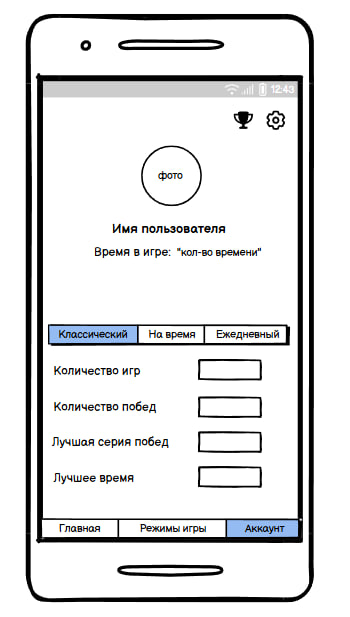 12:43
фото
Имя пользователя
Время в игре: "кол-во времени"
Классический На время Ежедневный
Количество игр
Количество побед
Лучшая серия побед
Лучшее время
Главная Режимы игры Аккаунт